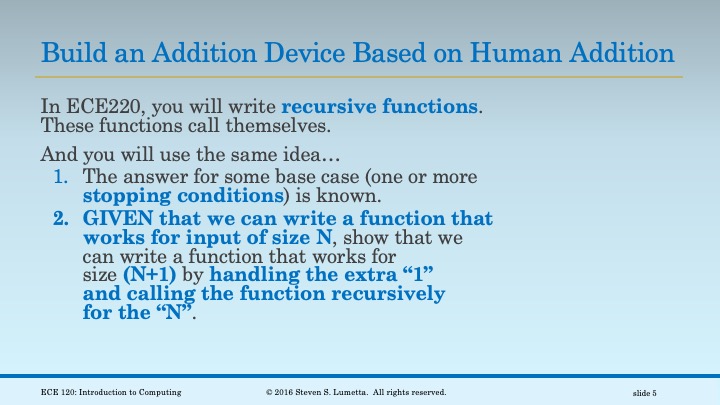 Build an Addition Device Based on Human Addition
In ECE220, you will write recursive functions.
These functions call themselves.
And you will use the same idea…
1. The answer for some base case (one or more
stopping conditions) is known.
2. GIVEN that we can write a function that
works for input of size N, show that we
can write a function that works for
size (N+1) by handling the extra “1”
and calling the function recursively
for the “N”.
ECE 120: Introduction to Computing © 2016 Steven S. Lumetta. All rights reserved. slide 5